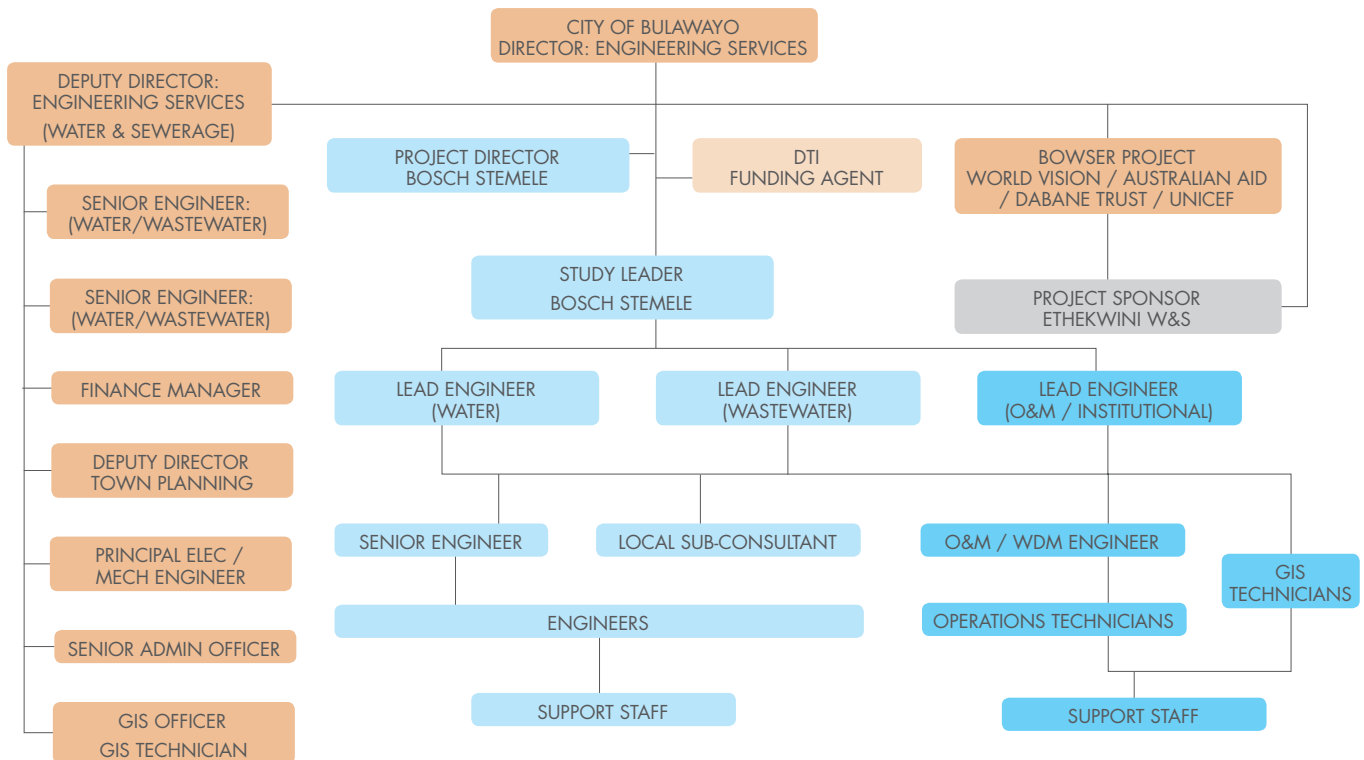 CITY OF BULAWAYO
DIRECTOR: ENGINEERING SERVICES
DEPUTY DIRECTOR:
ENGINEERING SERVICES
(WATER & SEWERAGE)
PROJECT DIRECTOR
BOSCH STEMELE
DTI
FUNDING AGENT
BOWSER PROJECT
WORLD VISION / AUSTRALIAN AID
/ DABANE TRUST / UNICEF
SENIOR ENGINEER:
(WATER/WASTEWATER)
STUDY LEADER
BOSCH STEMELE
SENIOR ENGINEER:
(WATER/WASTEWATER)
PROJECT SPONSOR
ETHEKWINI W&S
FINANCE MANAGER
LEAD ENGINEER
(WATER)
LEAD ENGINEER
(WASTEWATER)
LEAD ENGINEER
(O&M / INSTITUTIONAL)
DEPUTY DIRECTOR
TOWN PLANNING
SENIOR ENGINEER
LOCAL SUB-CONSULTANT
O&M / WDM ENGINEER
PRINCIPAL ELEC /
MECH ENGINEER
GIS
TECHNICIANS
ENGINEERS
OPERATIONS TECHNICIANS
SENIOR ADMIN OFFICER
SUPPORT STAFF
SUPPORT STAFF
GIS OFFICER
GIS TECHNICIAN